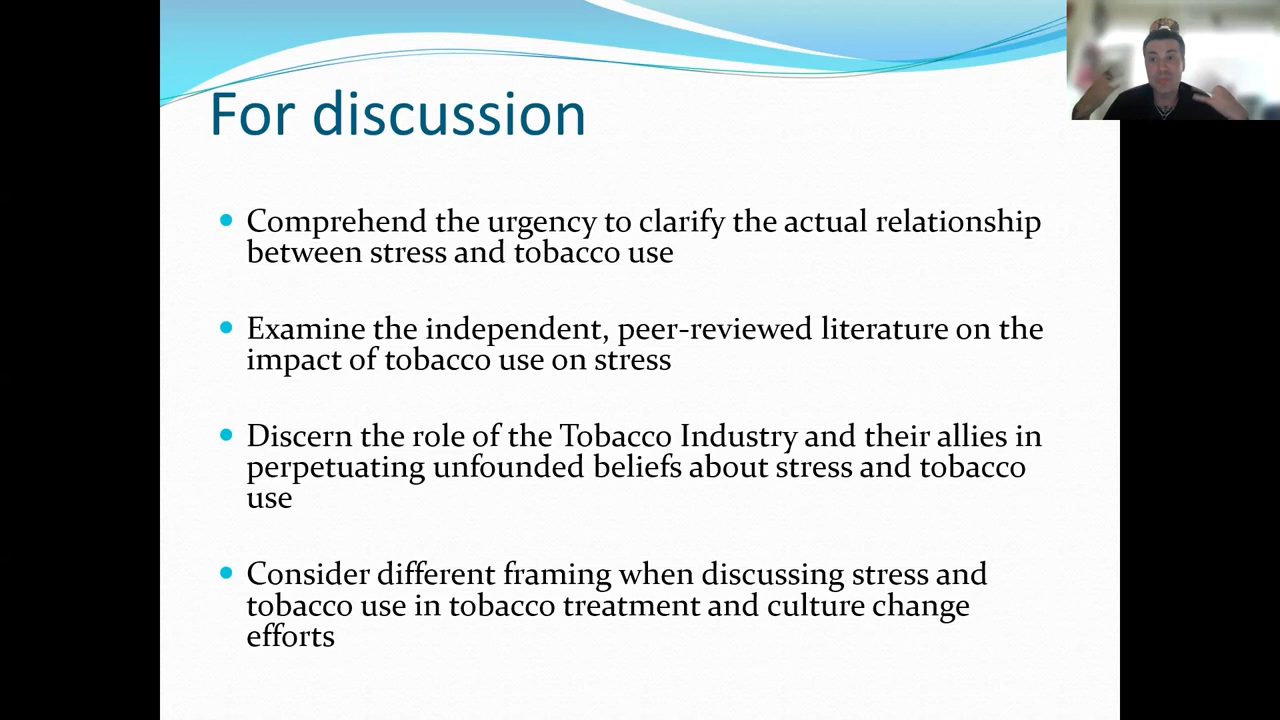 For discussion
Comprehend the urgency to clarify the actual relationship
between stress and tobacco use
Examine the independent, peer-reviewed literature on the
impact of tobacco use on stress
Discern the role of the Tobacco Industry and their allies in
perpetuating unfounded beliefs about stress and tobacco
use
Consider different framing when discussing stress and
tobacco use in tobacco treatment and culture change
efforts